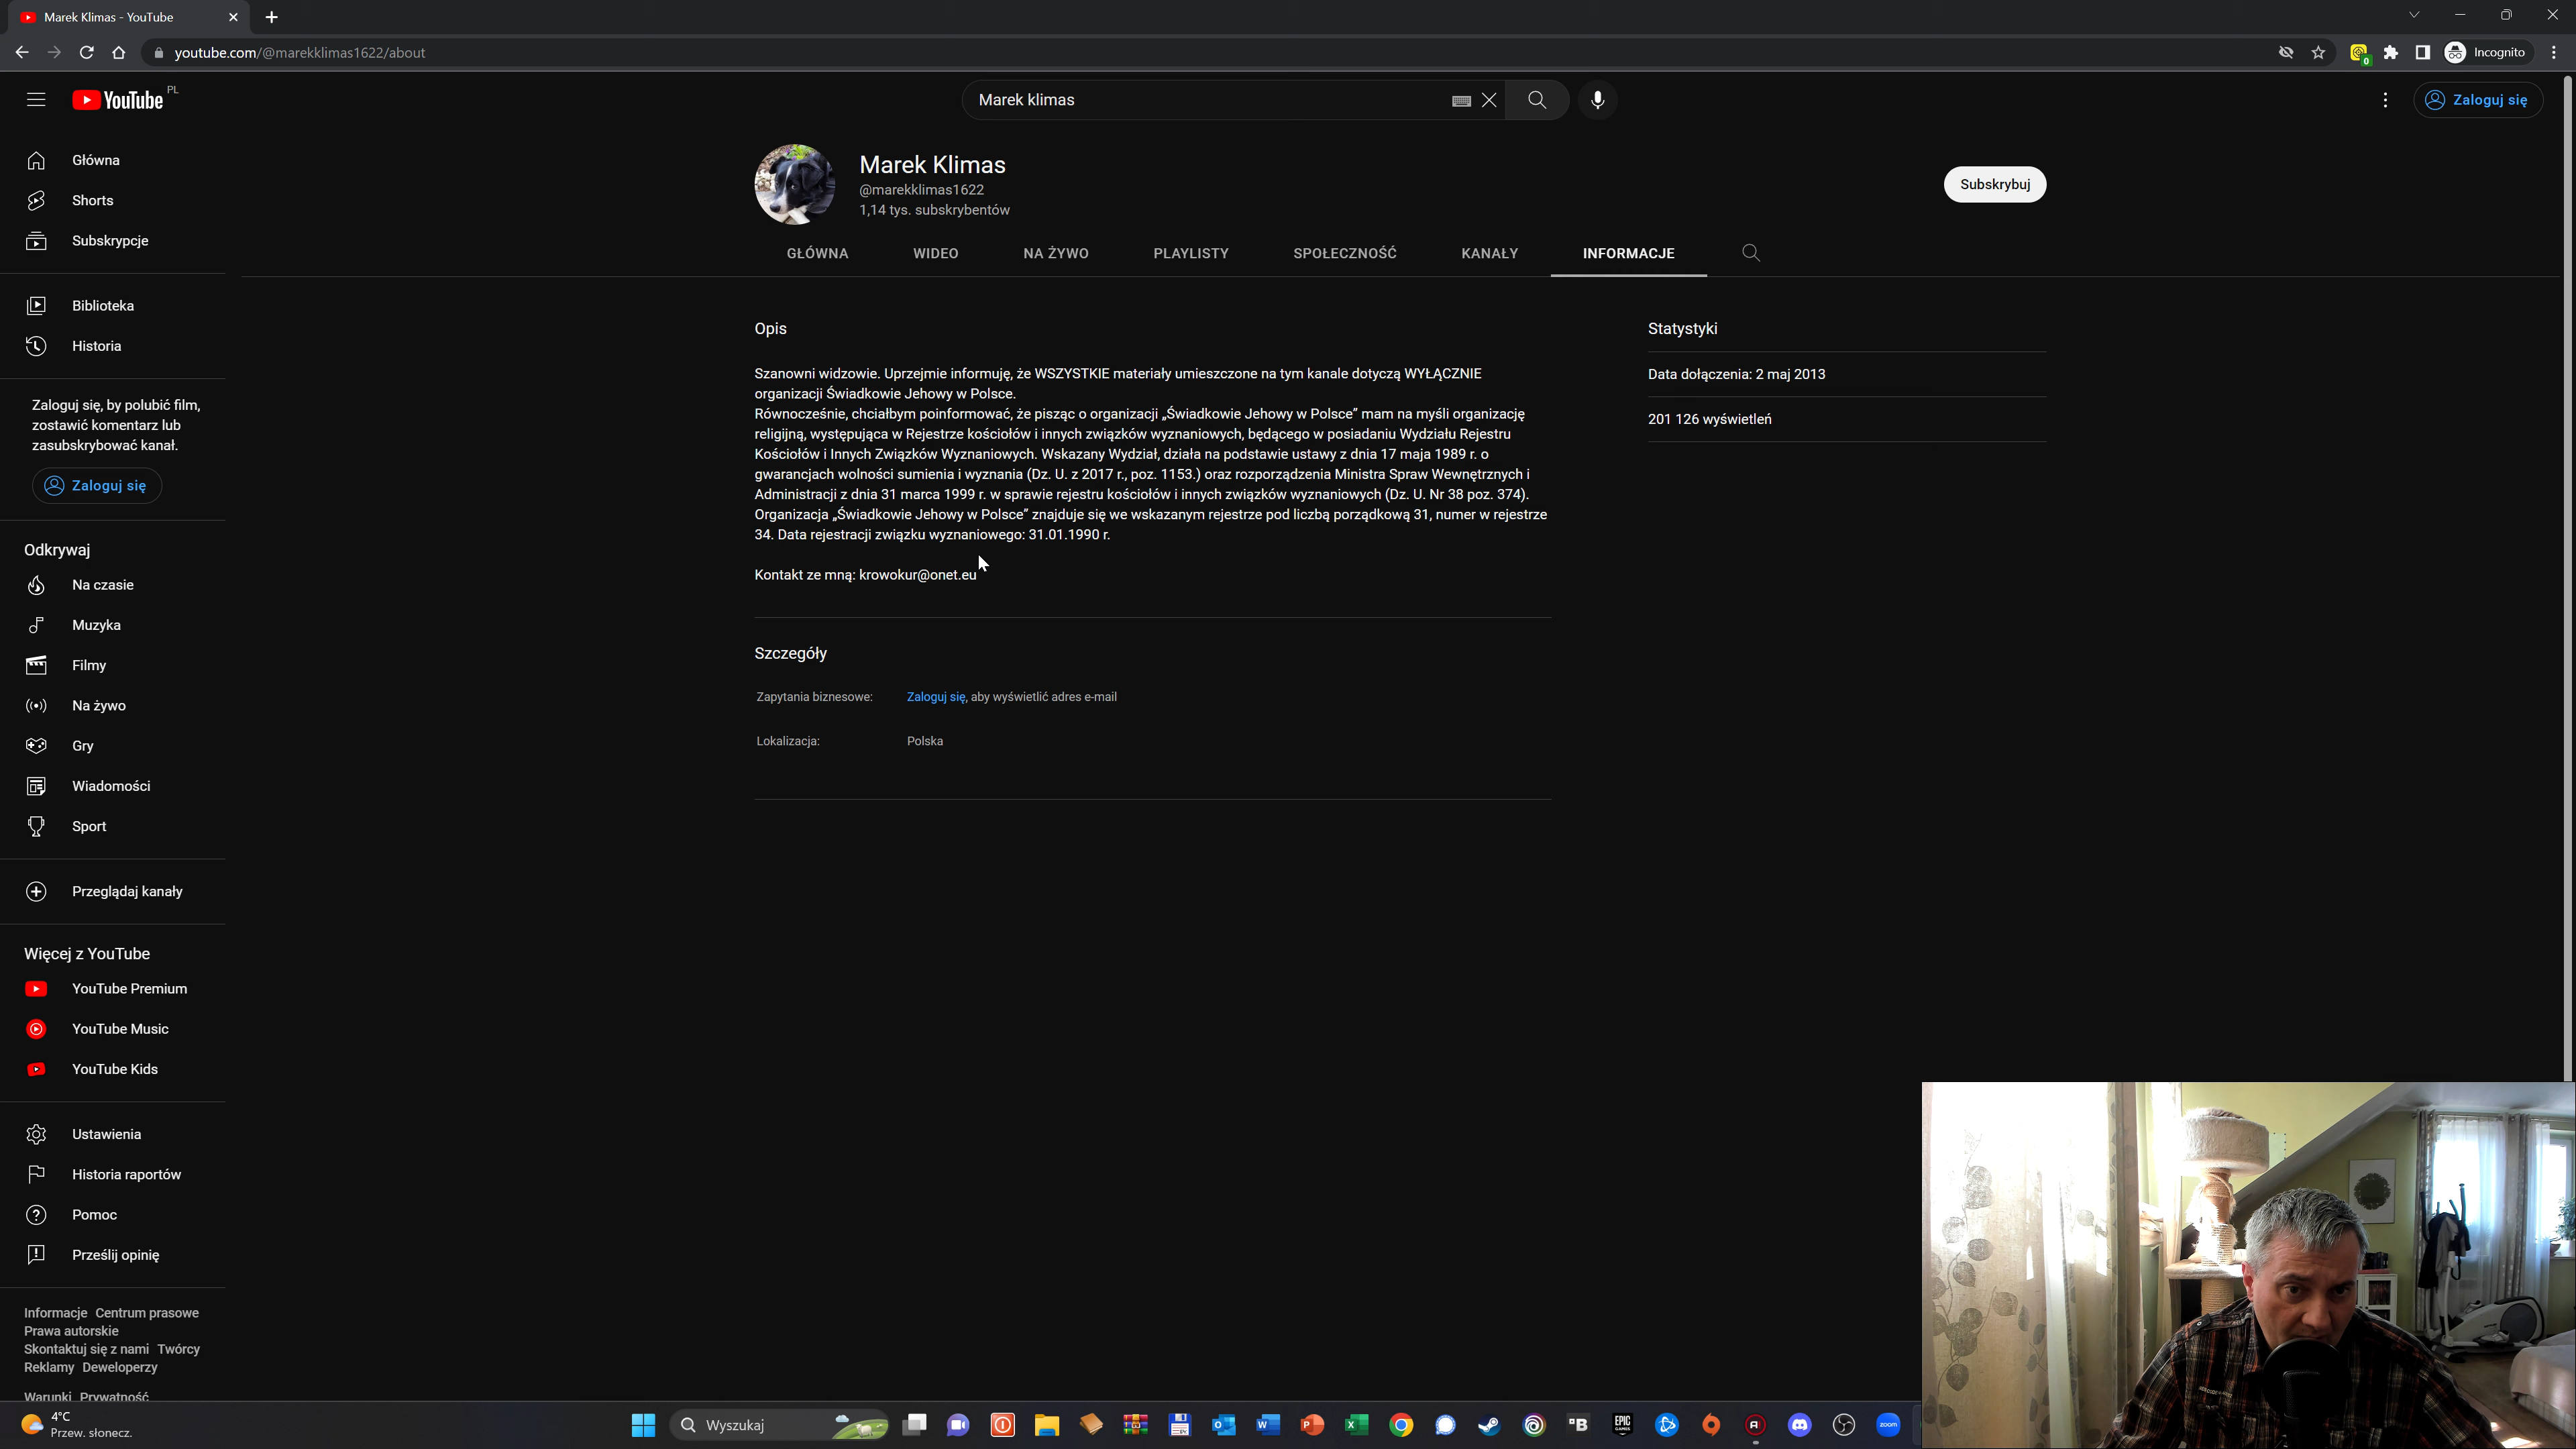 Marek Klimas - YouTube
youtube.com/@marekklimas1622/about
Incognito
YouTube PL
Marek klimas
Zaloguj się
Główna
Shorts
Subskrypcje
Biblioteka
Historia
Zaloguj się, by polubić film,
zostawić komentarz lub
zasubskrybować kanał.
Zaloguj się
Odkrywaj
Na czasie
Muzyka
Filmy
Na żywo
Gry
Wiadomości
Sport
Przeglądaj kanały
Więcej z YouTube
YouTube Premium
YouTube Music
YouTube Kids
Ustawienia
Historia raportów
Pomoc
Prześlij opinię
Informacje Centrum prasowe
Prawa autorskie
Skontaktuj się z nami Twórcy
Reklamy Deweloperzy
Warunki Prywatność
Marek Klimas
@marekklimas1622
1,14 tys. subskrybentów
Subskrybuj
GŁÓWNA WIDEO NA ŻYWO PLAYLISTY SPOŁECZNOŚĆ KANAŁY INFORMACJE
Opis
Szanowni widzowie. Uprzejmie informuję, że WSZYSTKIE materiały umieszczone na tym kanale dotyczą WYŁĄCZNIE
organizacji Świadkowie Jehowy w Polsce.
Równocześnie, chciałbym poinformować, że pisząc o organizacji „Świadkowie Jehowy w Polsce” mam na myśli organizację
religijną, występująca w Rejestrze kościołów i innych związków wyznaniowych, będącego w posiadaniu Wydziału Rejestru
Kościołów i Innych Związków Wyznaniowych. Wskazany Wydział, działa na podstawie ustawy z dnia 17 maja 1989 r. o
gwarancjach wolności sumienia i wyznania (Dz. U. z 2017 r., poz. 1153.) oraz rozporządzenia Ministra Spraw Wewnętrznych i
Administracji z dnia 31 marca 1999 r. w sprawie rejestru kościołów i innych związków wyznaniowych (Dz. U. Nr 38 poz. 374).
Organizacja „Świadkowie Jehowy w Polsce” znajduje się we wskazanym rejestrze pod liczbą porządkową 31, numer w rejestrze
34. Data rejestracji związku wyznaniowego: 31.01.1990 r.
Kontakt ze mną: krowokur@onet.eu
Szczegóły
Zapytania biznesowe: Zaloguj się, aby wyświetlić adres e-mail
Lokalizacja: Polska
Statystyki
Data dołączenia: 2 maj 2013
201 126 wyświetleń
4°C
Przew. słonecz.
Wyszukaj
EPIC GAMES
zoom